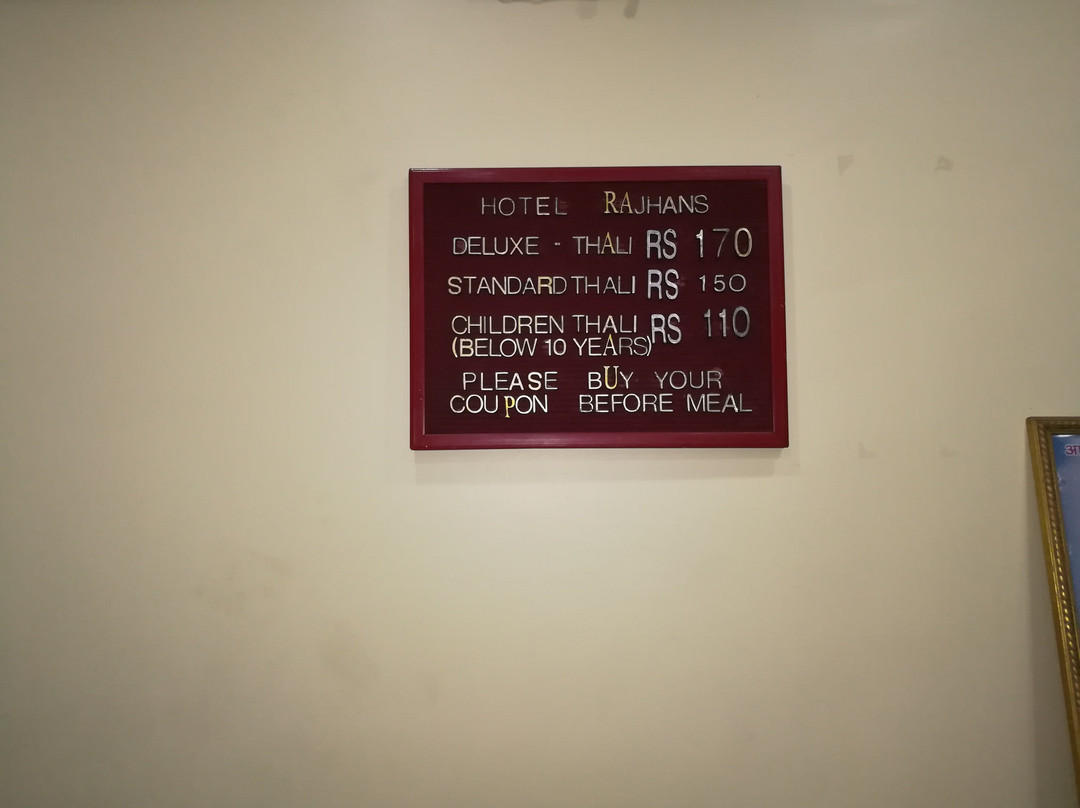 HOTEL RAJHANS
DELUXE - THALI RS 170
STANDARD THALI RS 150
CHILDREN THALI RS 110
(BELOW 10 YEARS)
PLEASE BUY YOUR
COUPON BEFORE MEAL